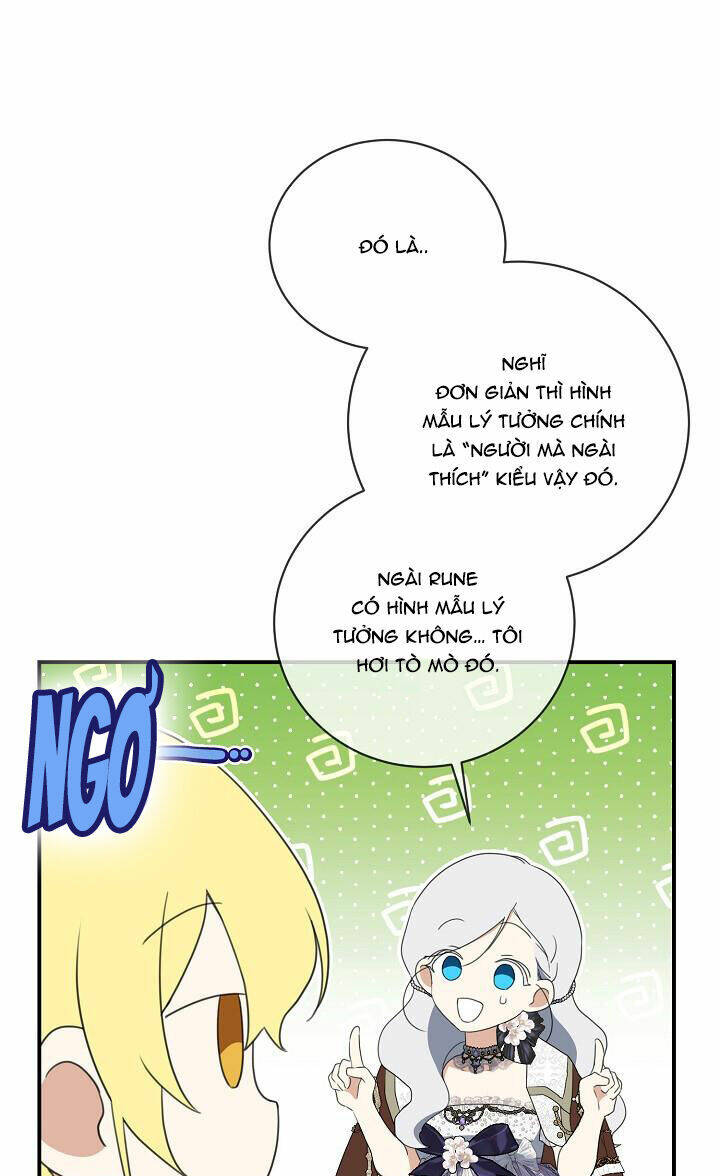 ĐÓ LÀ..
NGHĨ
ĐƠN GIẢN THÌ HÌNH
MẪU LÝ TƯỞNG CHÍNH
LÀ “NGƯỜI MÀ NGÀI
THÍCH” KIỂU VẬY ĐÓ.
NGÀI RUNE
CÓ HÌNH MẪU LÝ
TƯỞNG KHÔNG... TÔI
HƠI TÒ MÒ ĐÓ.
NGƠ...